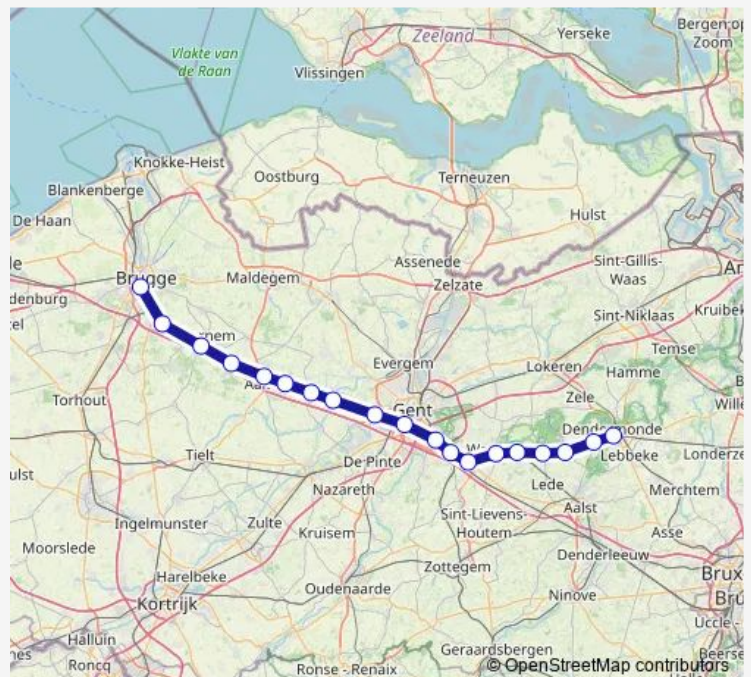 Bergen op
Zoom
Zeeland
Yerseke
Vlakte van
de Raan
Vlissingen
Knokke-Heist
Oostburg
Terneuzen
Blankenberge
De Haan
Hulst
Assenede
Sint-Gillis-
Waas
Brugge
Maldegem
Zelzate
denburg
Sint-Niklaas
Kruibek
Temse
Evergem
Lokeren
Hamme
Zele
Torhout
Gent
Dendermonde
Lebbeke
Londerze
Tielt
De Pinte
Lede
Nazareth
Merchtem
Aalst
Sint-Lievens-
Houtem
Ingelmunster
Zulte
Kruisem
Asse
Moorslede
Denderleeuw
Zottegem
Harelbeke
Oudenaarde
Ninove
Kortrijk
Uccle -
Halluin
Geraardsbergen
Roncq
Ronse - Renaix
© OpenStreetMap contributors